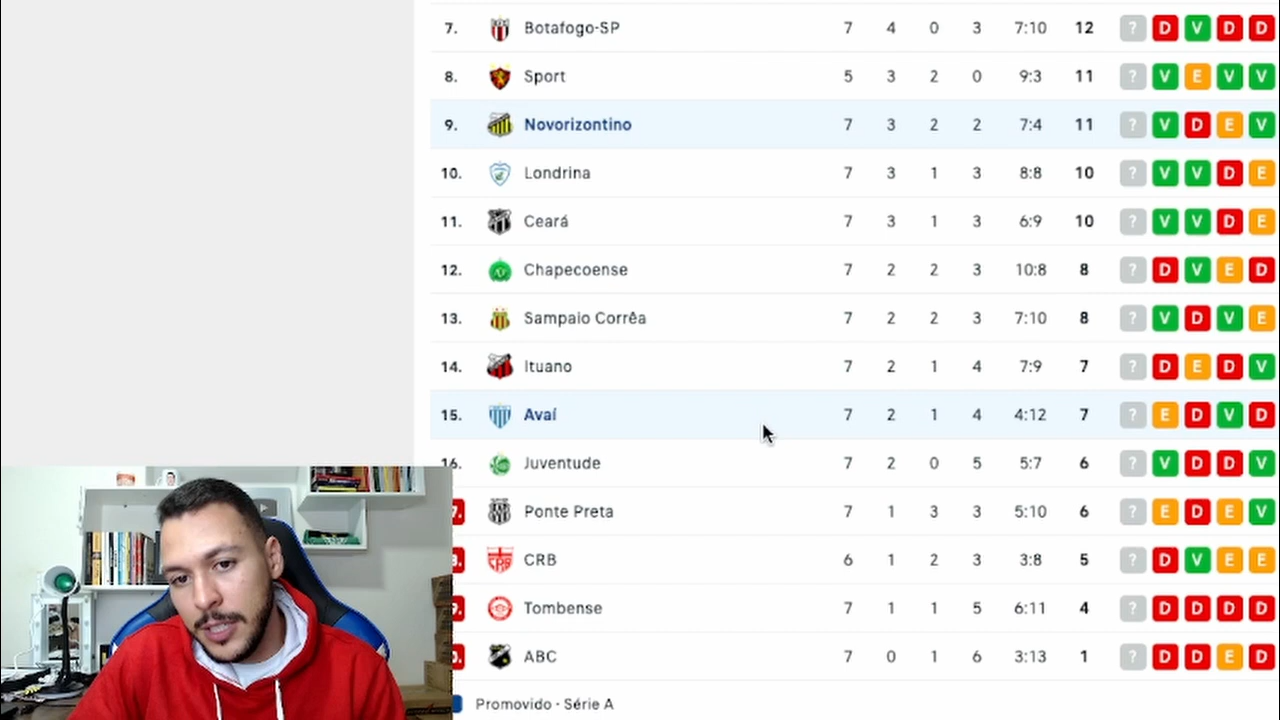 7. Botafogo-SP 7 4 0 3 7:10 12 ? D V D D
8. Sport 5 3 2 0 9:3 11 ? V E V V
9. Novorizontino 7 3 2 2 7:4 11 ? V D E V
10. Londrina 7 3 1 3 8:8 10 ? V V D E
11. Ceará 7 3 1 3 6:9 10 ? V V D E
12. Chapecoense 7 2 2 3 10:8 8 ? D V E D
13. Sampaio Corrêa 7 2 2 3 7:10 8 ? V D V E
14. Ituano 7 2 1 4 7:9 7 ? D E D V
15. Avaí 7 2 1 4 4:12 7 ? E D V D
16. Juventude 7 2 0 5 5:7 6 ? V D D V
7. Ponte Preta 7 1 3 3 5:10 6 ? E D E V
CRB 6 1 2 3 3:8 5 ? D V E E
Tombense 7 1 1 5 6:11 4 ? D D D D
ABC 7 0 1 6 3:13 1 ? D D E D
Promovido - Série A